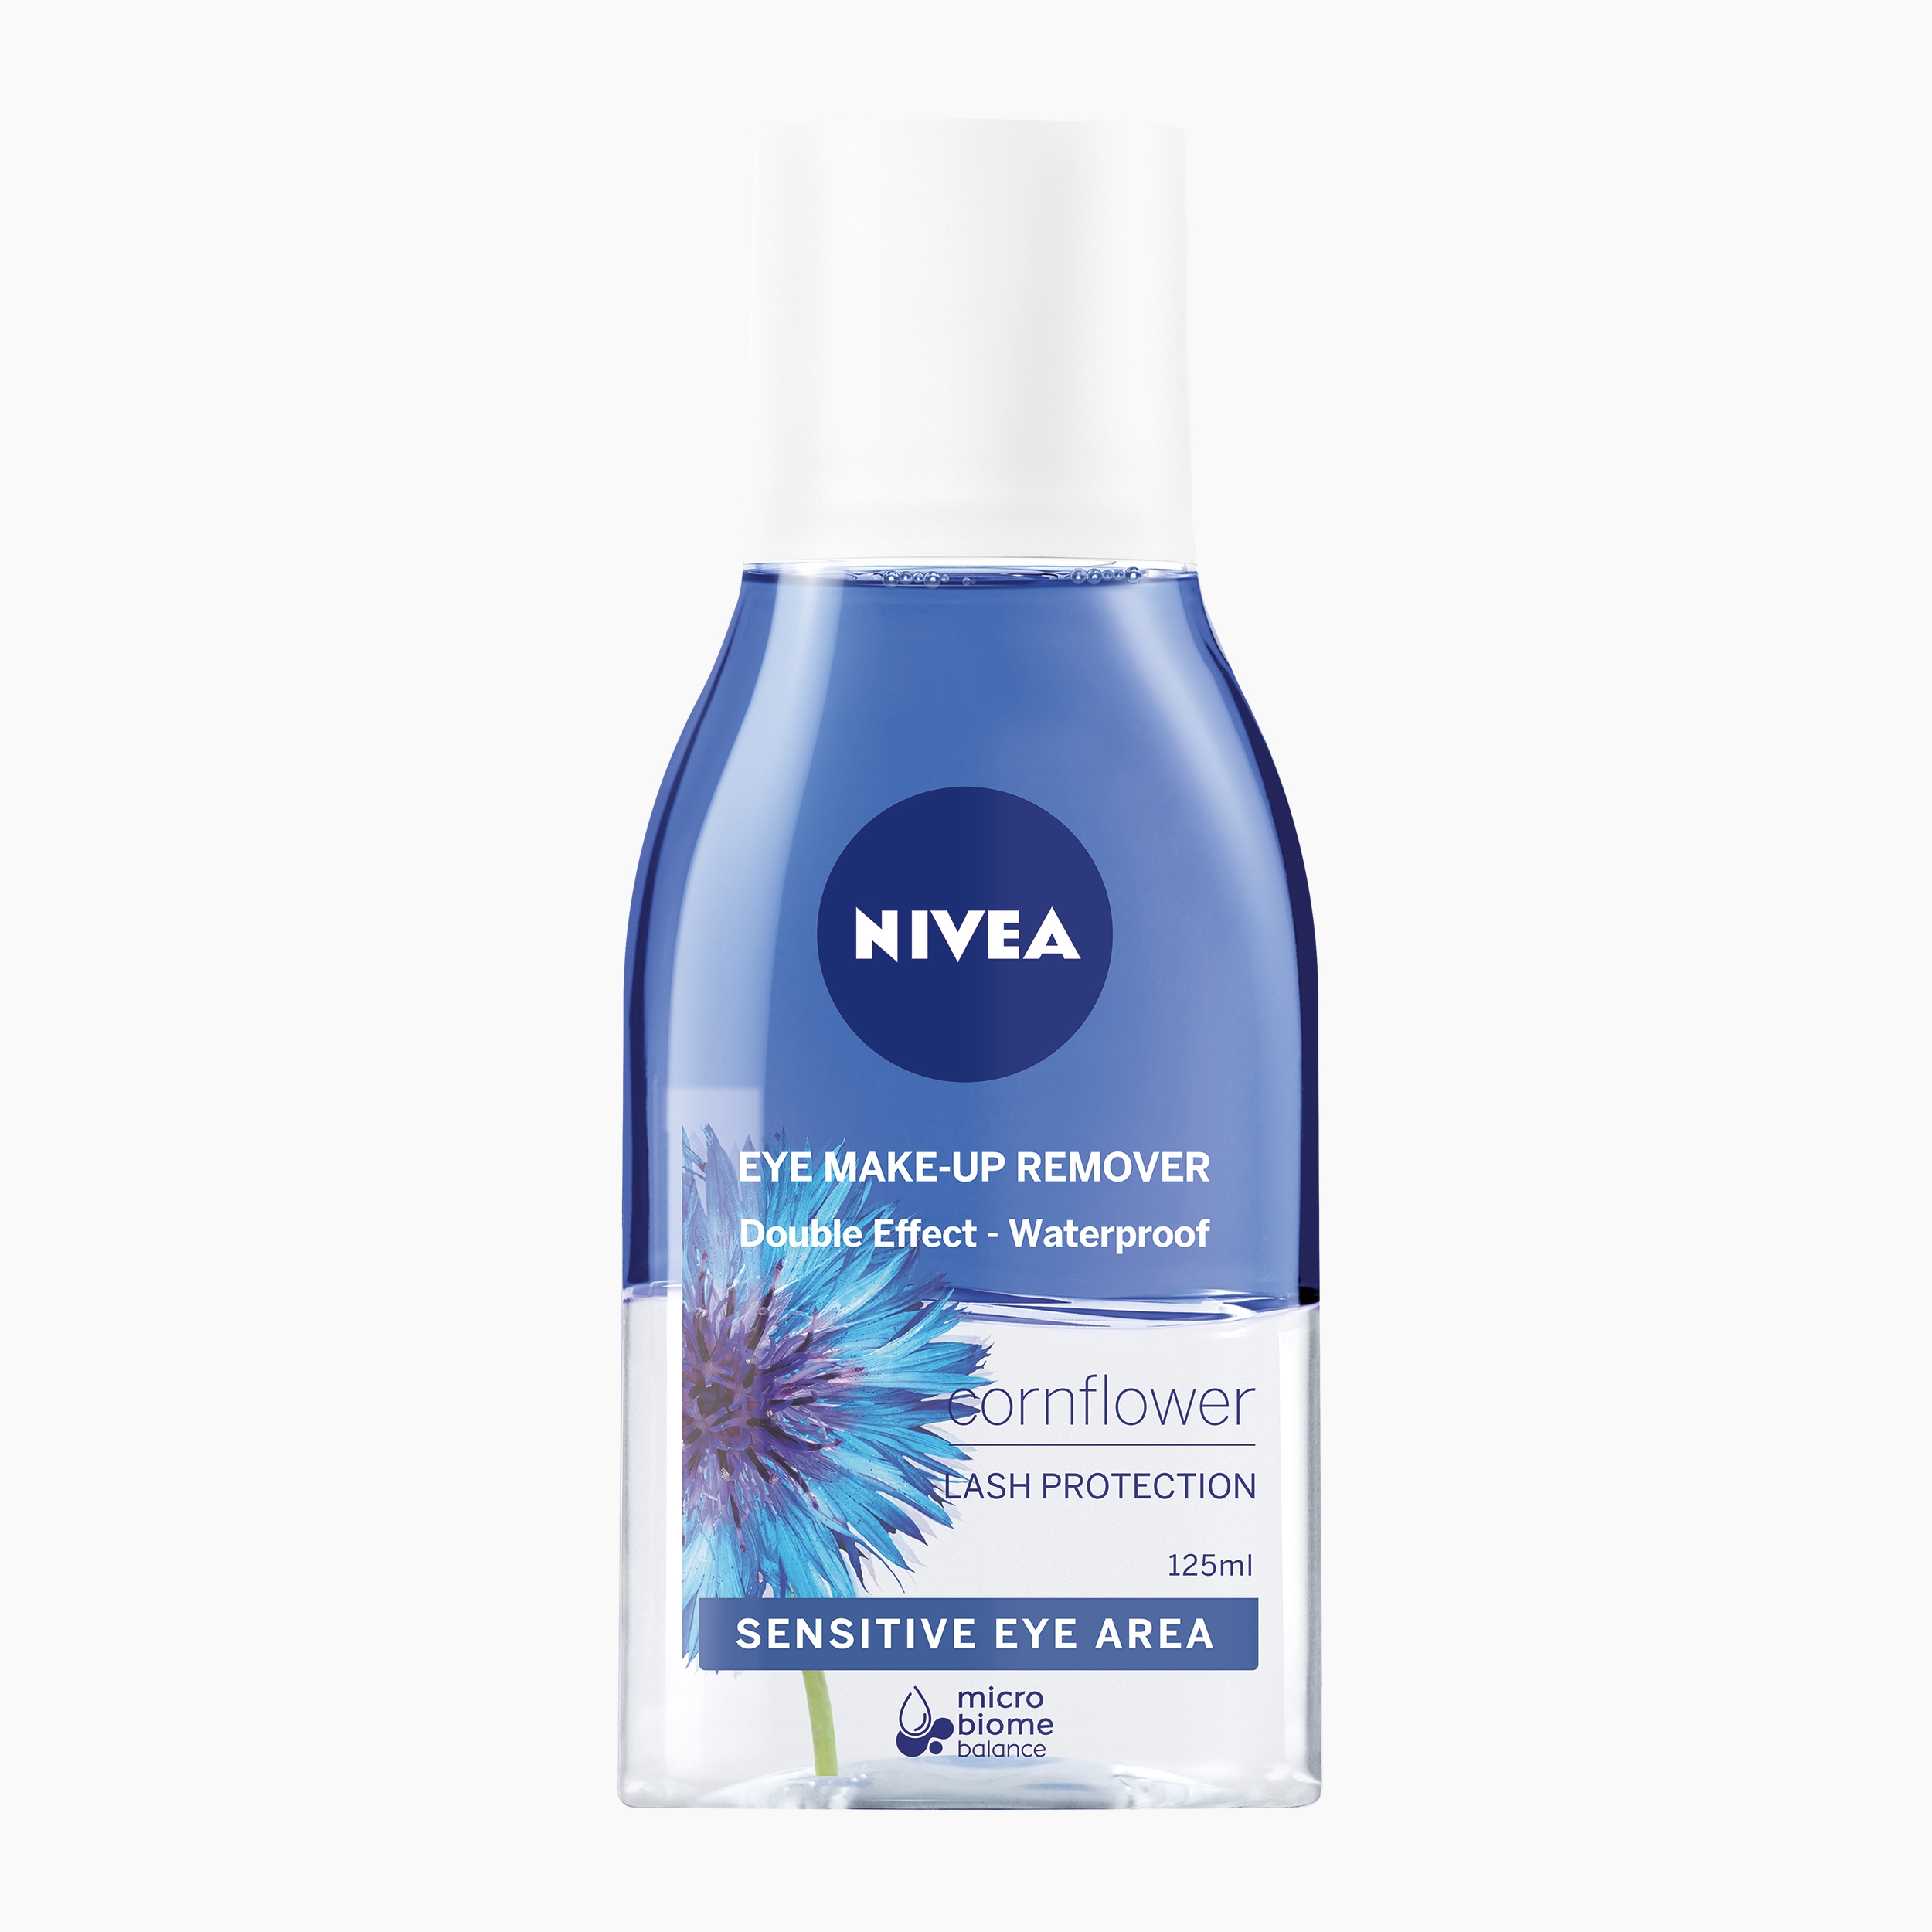 NIVEA
EYE MAKE-UP REMOVER
Double Effect - Waterproof
cornflower
LASH PROTECTION
125ml
SENSITIVE EYE AREA
micro
biome
balance